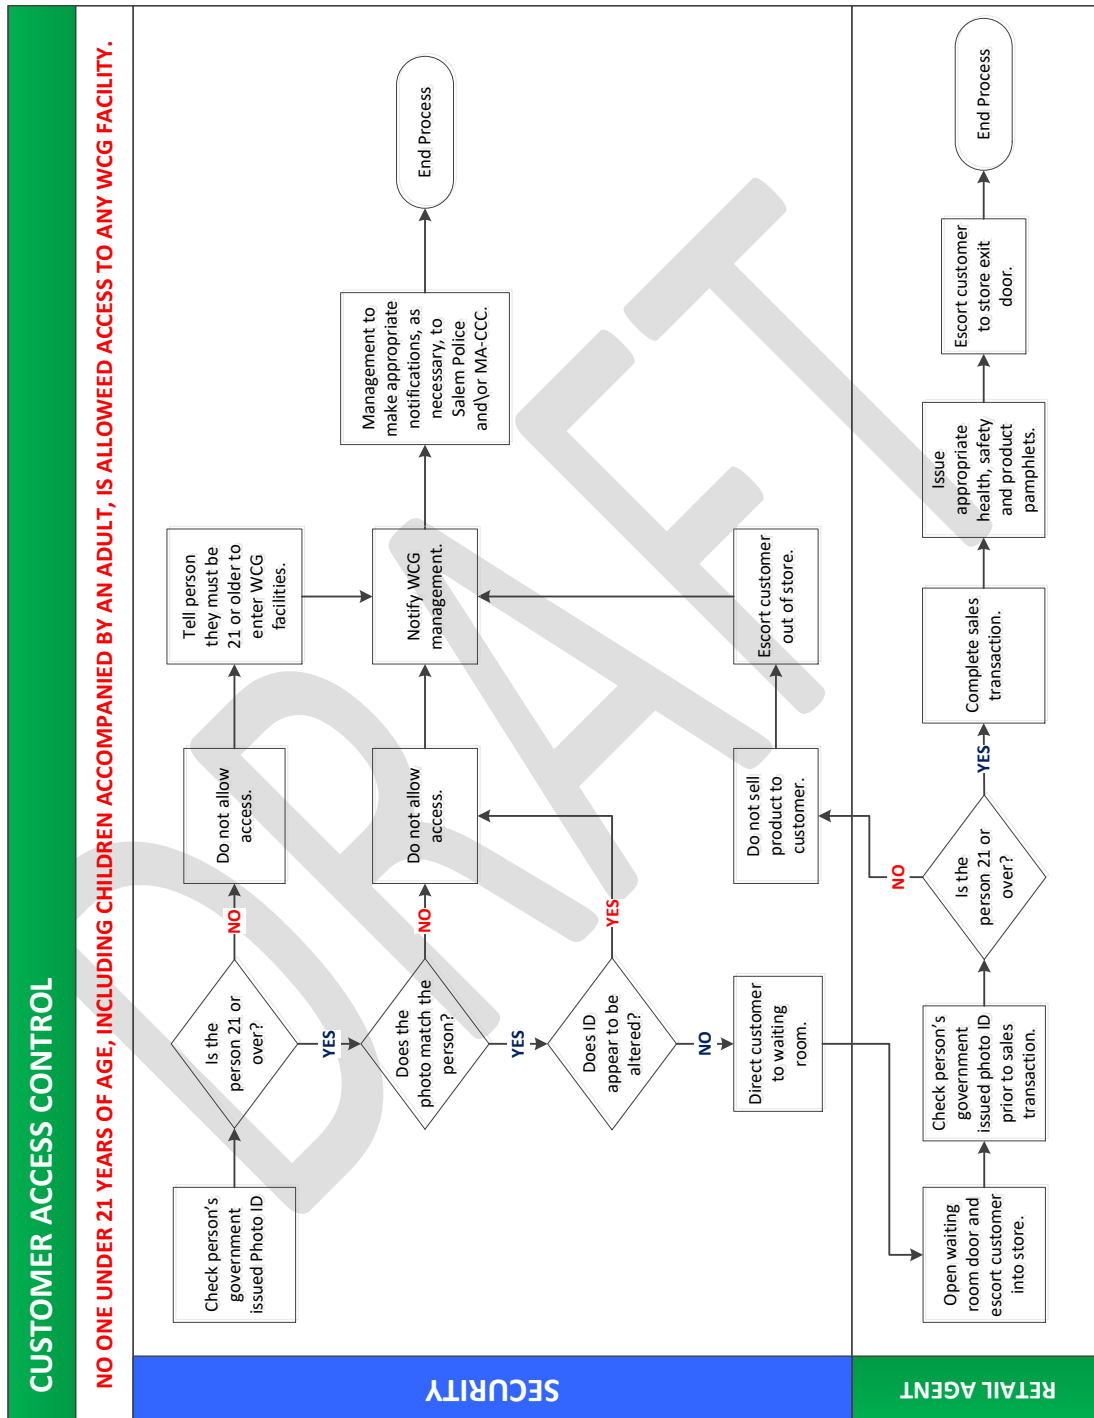 CUSTOMER ACCESS CONTROL
NO ONE UNDER 21 YEARS OF AGE, INCLUDING CHILDREN ACCOMPANIED BY AN ADULT, IS ALLOWEED ACCESS TO ANY WCG FACILITY.
SECURITY
Check person's
government
issued Photo ID
Is the
person 21 or
over?
NO
Do not allow
access.
Tell person
they must be
21 or older to
enter WCG
facilities.
YES
Does the
photo match the
person?
NO
Do not allow
access.
Notify WCG
management.
Management to
make appropriate
notifications, as
necessary, to
Salem Police
and\or MA-CCC.
End Process
YES
Does ID
appear to be
altered?
YES
NO
Direct customer
to waiting
room.
Do not sell
product to
customer.
Escort customer
out of store.
RETAIL AGENT
Open waiting
room door and
escort customer
into store.
Check person's
government
issued photo ID
prior to sales
transaction.
Is the
person 21 or
over?
NO
YES
Complete sales
transaction.
Issue
appropriate
health, safety
and product
pamphlets.
Escort customer
to store exit
door.
End Process
DRAFT